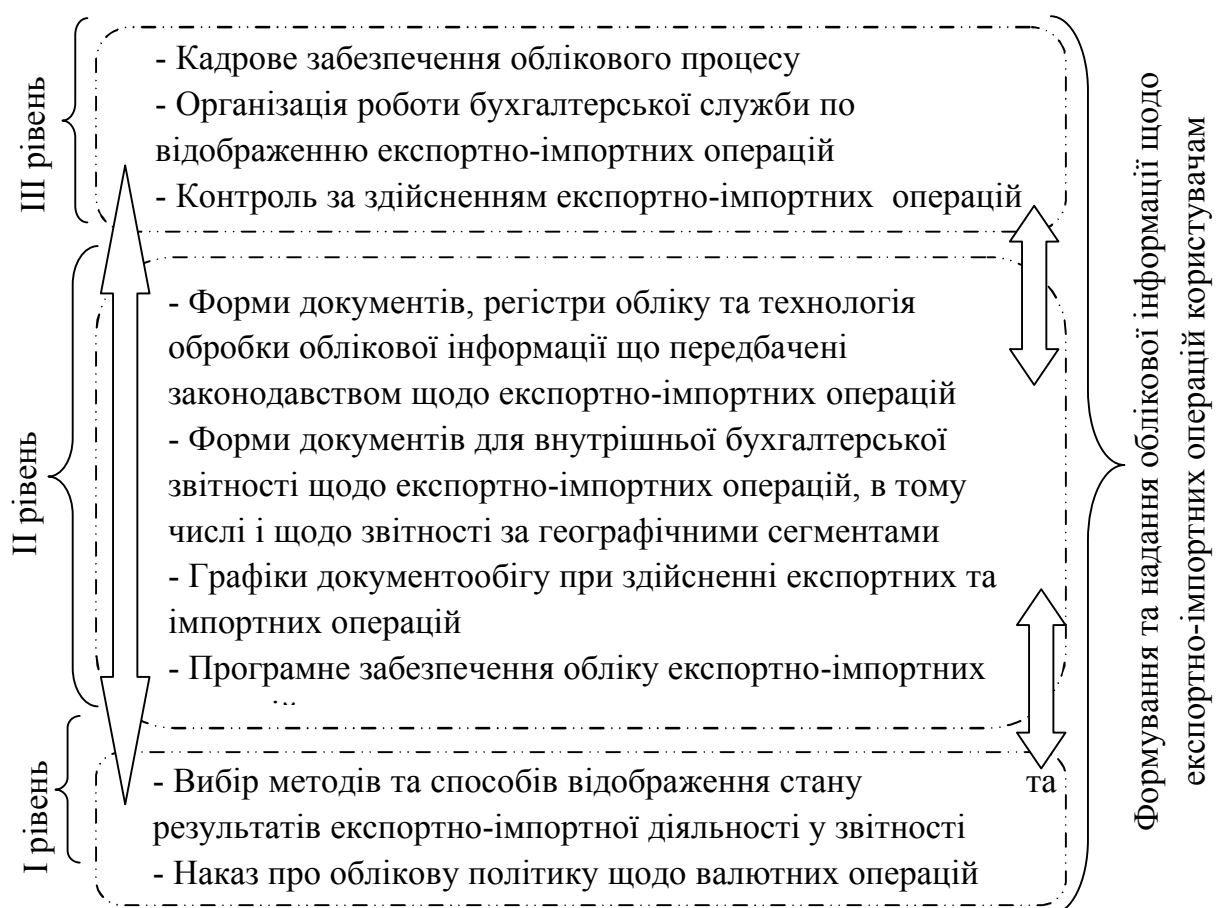 III рівень
- Кадрове забезпечення облікового процесу
- Організація роботи бухгалтерської служби по
відображенню експортно-імпортних операцій
- Контроль за здійсненням експортно-імпортних операцій
II рівень
- Форми документів, регістри обліку та технологія
обробки облікової інформації що передбачені
законодавством щодо експортно-імпортних операцій
- Форми документів для внутрішньої бухгалтерської
звітності щодо експортно-імпортних операцій, в тому
числі і щодо звітності за географічними сегментами
- Графіки документообігу при здійсненні експортних та
імпортних операцій
- Програмне забезпечення обліку експортно-імпортних
I рівень
- Вибір методів та способів відображення стану та
результатів експортно-імпортної діяльності у звітності
- Наказ про облікову політику щодо валютних операцій
Формування та надання облікової інформації щодо
експортно-імпортних операцій користувачам